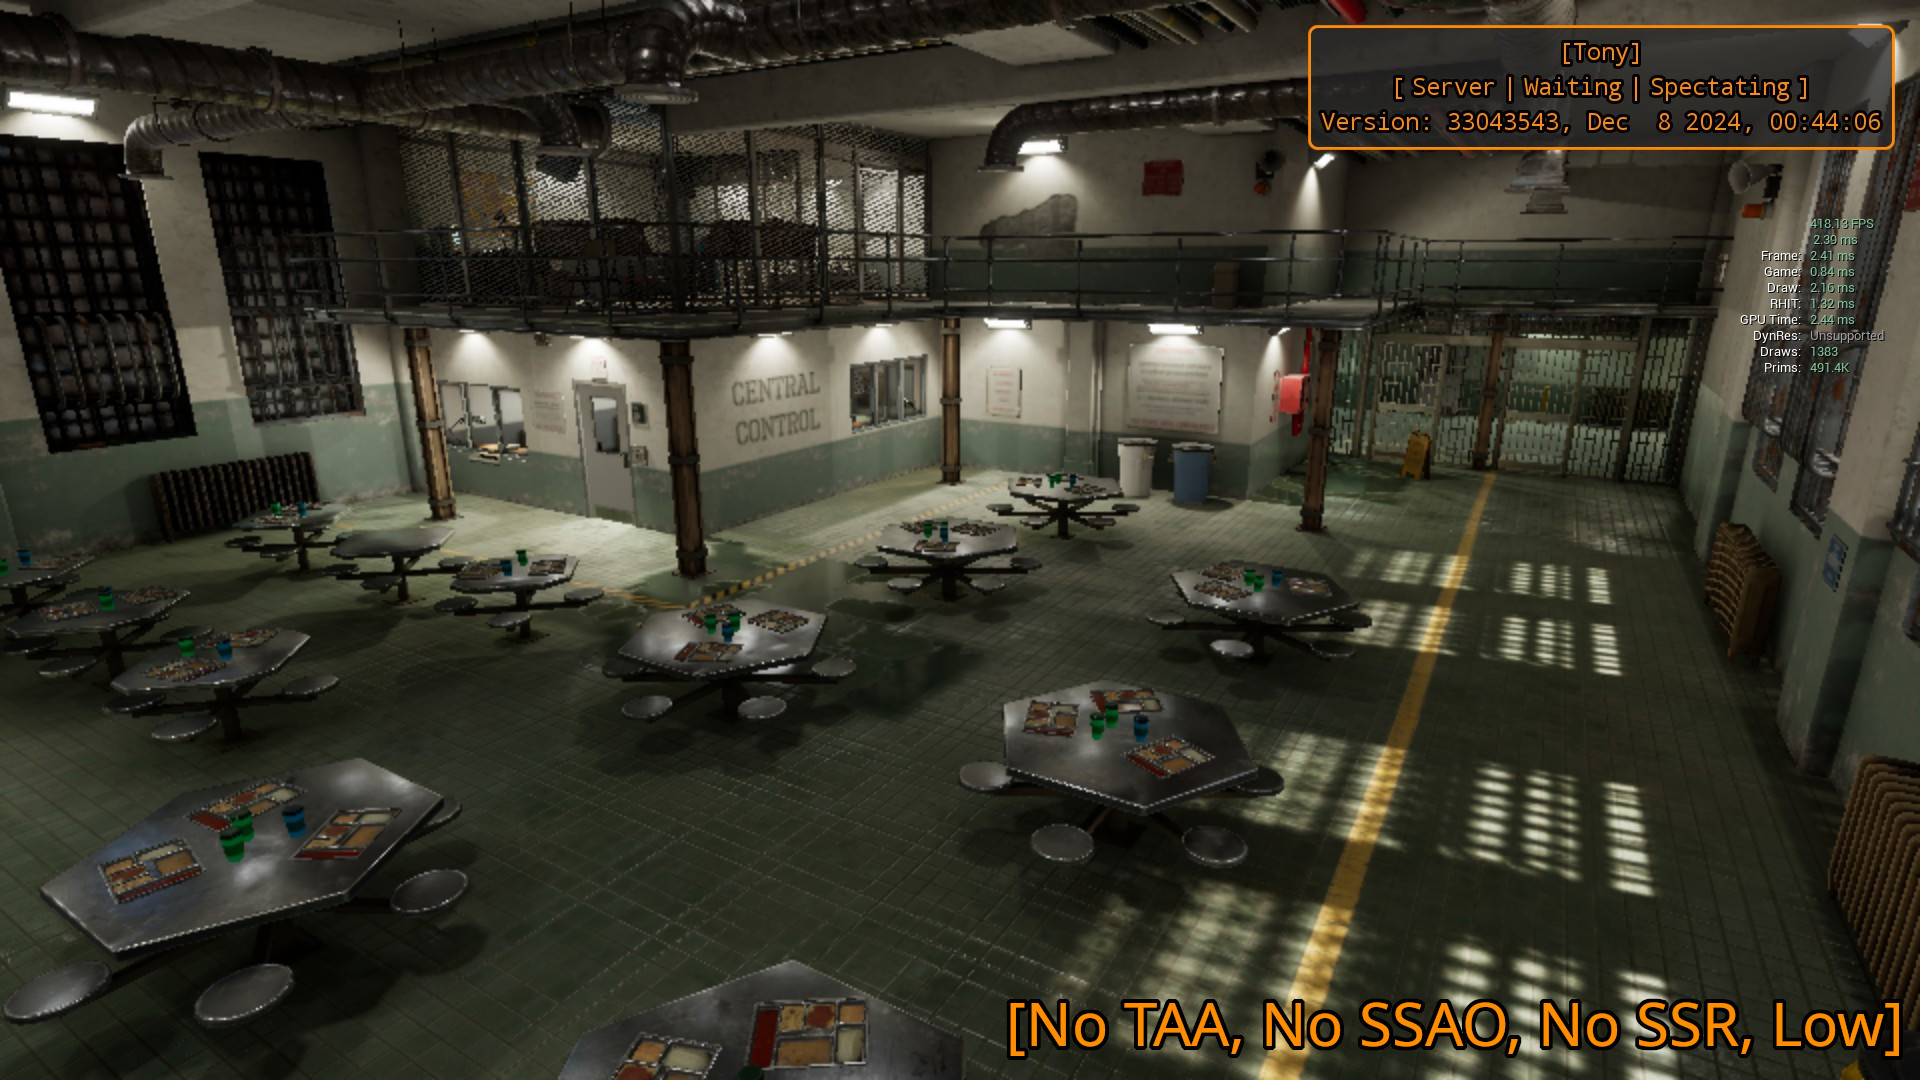 [Tony]
[ Server | Waiting | Spectating ]
Version: 33043543, Dec  8 2024, 00:44:06
418.13 FPS
2.39 ms
Frame: 2.41 ms
Game: 0.84 ms
Draw: 2.16 ms
RHIT: 1.32 ms
GPU Time: 2.44 ms
DynRes: Unsupported
Draws: 1383
Prims: 491.4K
CENTRAL
CONTROL
[No TAA, No SSAO, No SSR, Low]